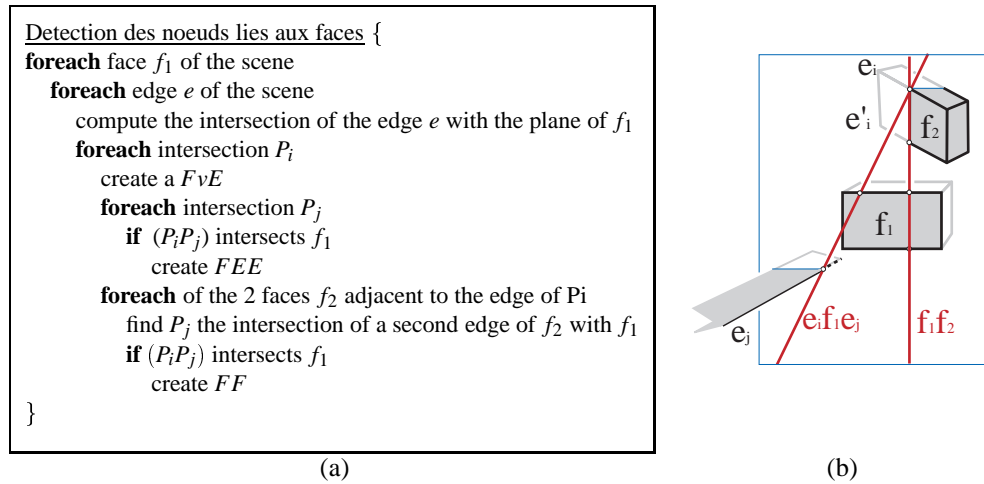 Detection des noeuds lies aux faces {
foreach face f₁ of the scene
foreach edge e of the scene
compute the intersection of the edge e with the plane of f₁
foreach intersection Pᵢ
create a FvE
foreach intersection Pⱼ
if (PᵢPⱼ) intersects f₁
create FEE
foreach of the 2 faces f₂ adjacent to the edge of Pi
find Pⱼ the intersection of a second edge of f₂ with f₁
if (PᵢPⱼ) intersects f₁
create FF
}
(a)
eᵢ
e'ᵢ
f₂
f₁
eⱼ
eᵢf₁eⱼ
f₁f₂
(b)